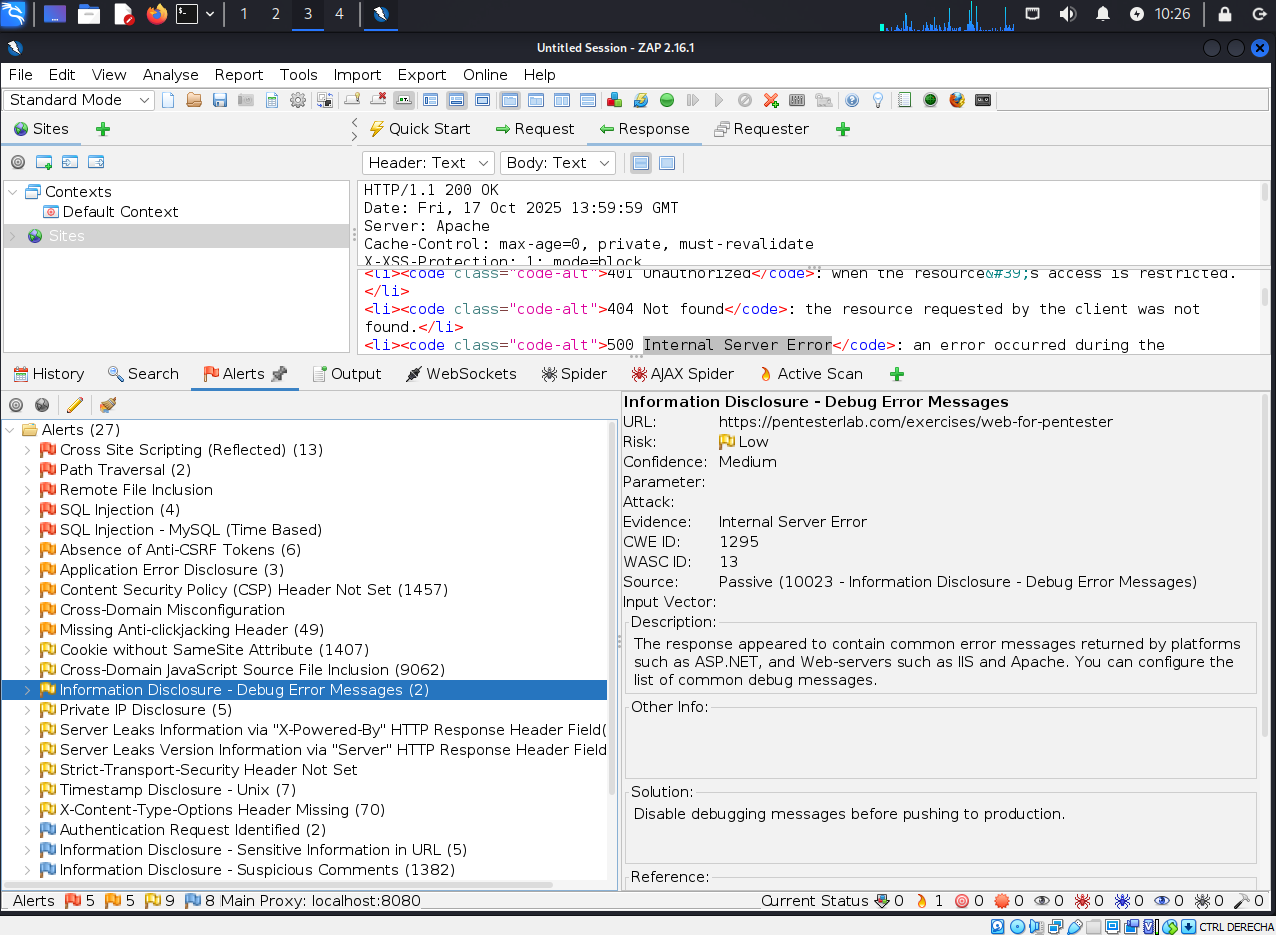 1 2 3 4 10:26
Untitled Session - ZAP 2.16.1
File Edit View Analyse Report Tools Import Export Online Help
Standard Mode
Sites
Quick Start Request Response Requester
Header: Text Body: Text
Contexts
Default Context
Sites
HTTP/1.1 200 OK
Date: Fri, 17 Oct 2025 13:59:59 GMT
Server: Apache
Cache-Control: max-age=0, private, must-revalidate
X-XSS-Protection: 1; mode=block
<li><code class="code-alt">401 Unauthorized</code>: when the resource&#39;s access is restricted.
</li>
<li><code class="code-alt">404 Not found</code>: the resource requested by the client was not
found.</li>
<li><code class="code-alt">500 Internal Server Error</code>: an error occurred during the
History Search Alerts Output WebSockets Spider AJAX Spider Active Scan
Alerts (27)
Cross Site Scripting (Reflected) (13)
Path Traversal (2)
Remote File Inclusion
SQL Injection (4)
SQL Injection - MySQL (Time Based)
Absence of Anti-CSRF Tokens (6)
Application Error Disclosure (3)
Content Security Policy (CSP) Header Not Set (1457)
Cross-Domain Misconfiguration
Missing Anti-clickjacking Header (49)
Cookie without SameSite Attribute (1407)
Cross-Domain JavaScript Source File Inclusion (9062)
Information Disclosure - Debug Error Messages (2)
Private IP Disclosure (5)
Server Leaks Information via "X-Powered-By" HTTP Response Header Field(
Server Leaks Version Information via "Server" HTTP Response Header Field
Strict-Transport-Security Header Not Set
Timestamp Disclosure - Unix (7)
X-Content-Type-Options Header Missing (70)
Authentication Request Identified (2)
Information Disclosure - Sensitive Information in URL (5)
Information Disclosure - Suspicious Comments (1382)
Information Disclosure - Debug Error Messages
URL: https://pentesterlab.com/exercises/web-for-pentester
Risk: Low
Confidence: Medium
Parameter:
Attack:
Evidence: Internal Server Error
CWE ID: 1295
WASC ID: 13
Source: Passive (10023 - Information Disclosure - Debug Error Messages)
Input Vector:
Description:
The response appeared to contain common error messages returned by platforms
such as ASP.NET, and Web-servers such as IIS and Apache. You can configure the
list of common debug messages.
Other Info:
Solution:
Disable debugging messages before pushing to production.
Reference:
Alerts 5 5 9 8 Main Proxy: localhost:8080 Current Status 0 1 0 0 0 0 0 0 0 0
CTRL DERECHA